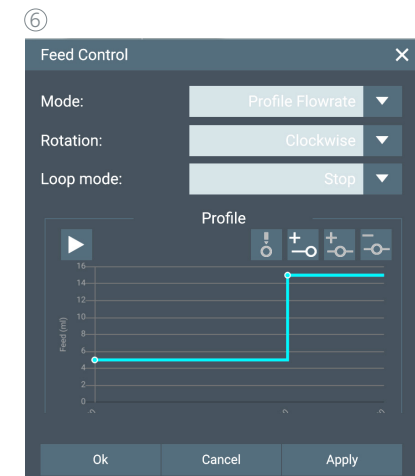 ⑥
Feed Control
Mode: Profile Flowrate
Rotation: Clockwise
Loop mode: Stop
Profile
16
14
12
10
8
6
4
2
0
Feed (ml)
Ok Cancel Apply